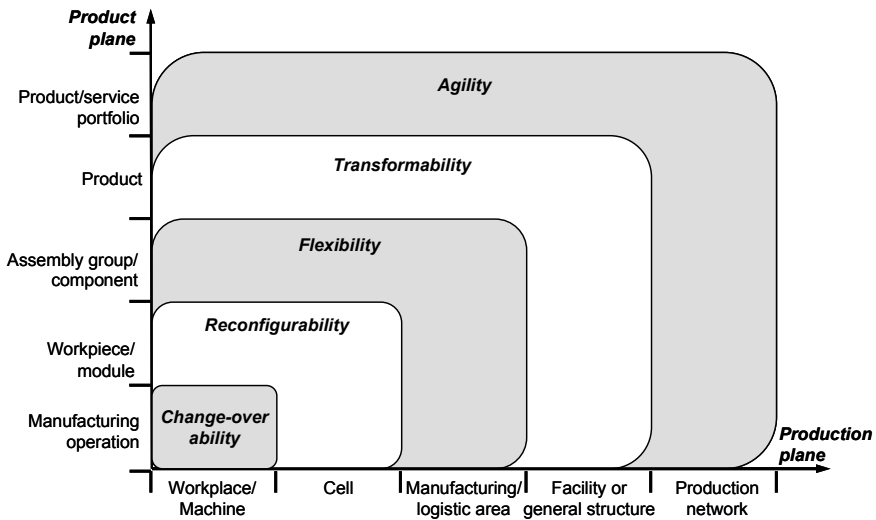 Product
plane
Agility
Product/service
portfolio
Transformability
Product
Flexibility
Assembly group/
component
Reconfigurability
Workpiece/
module
Change-over
ability
Manufacturing
operation
Production
plane
Workplace/
Machine
Cell
Manufacturing/
logistic area
Facility or
general structure
Production
network